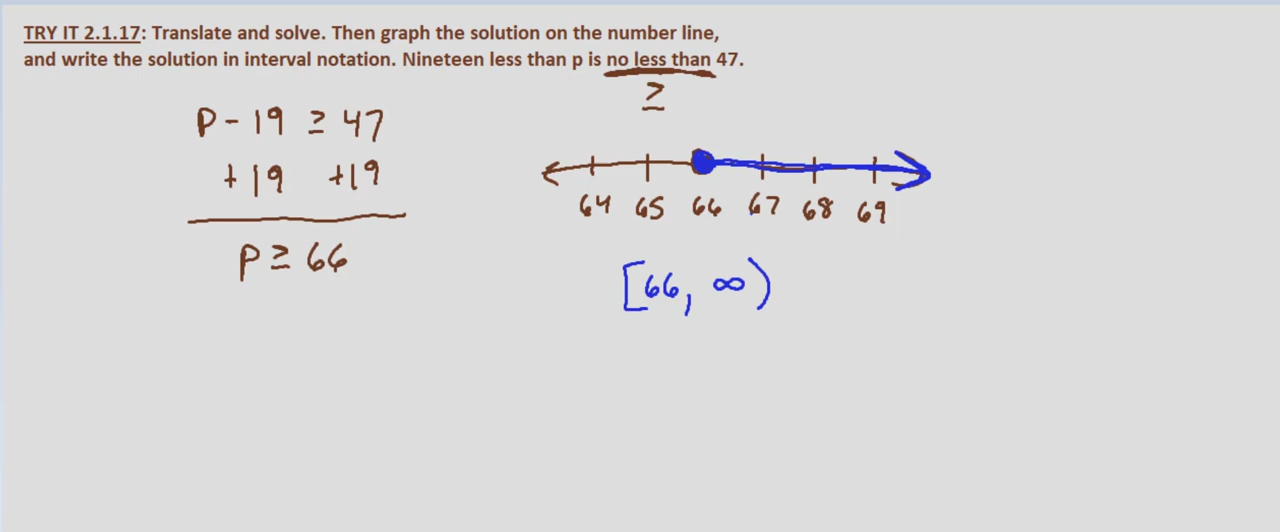 TRY IT 2.1.17: Translate and solve. Then graph the solution on the number line,
and write the solution in interval notation. Nineteen less than p is no less than 47.
≥
P - 19 ≥ 47
+19 +19
P ≥ 66
64 65 66 67 68 69
[66, ∞)